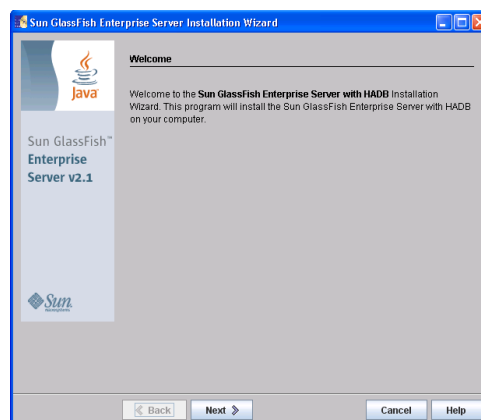 Sun GlassFish Enterprise Server Installation Wizard
Java
Sun GlassFish™
Enterprise
Server v2.1
Sun
microsystems
Welcome
Welcome to the Sun GlassFish Enterprise Server with HADB Installation
Wizard. This program will install the Sun GlassFish Enterprise Server with HADB
on your computer.
Back
Next
Cancel
Help